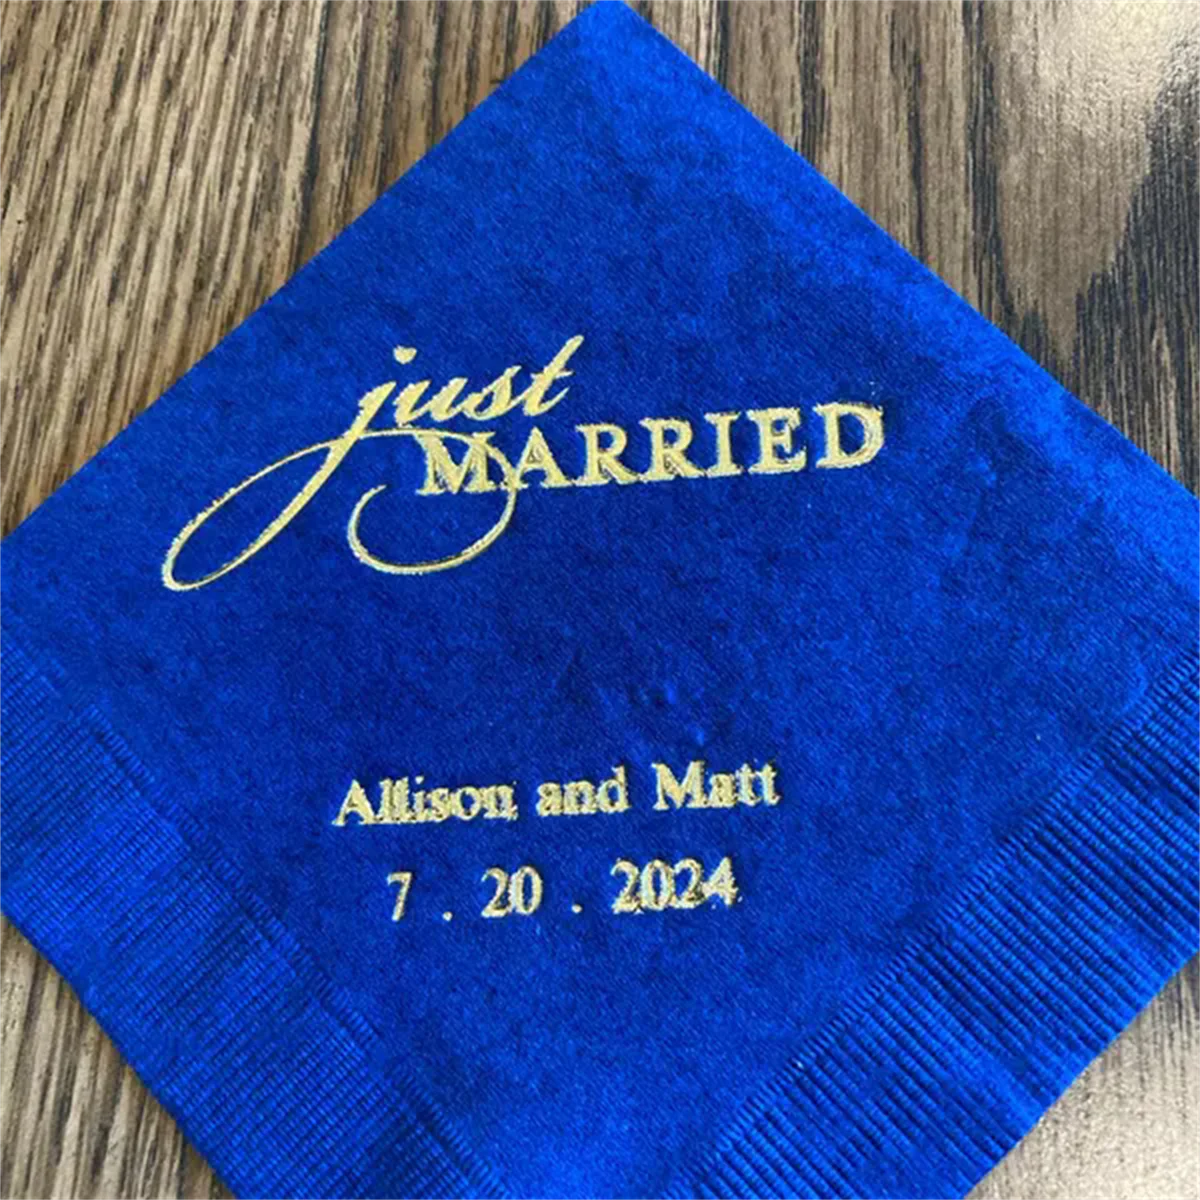 just
MARRIED
Allison and Matt
7 . 20 . 2024